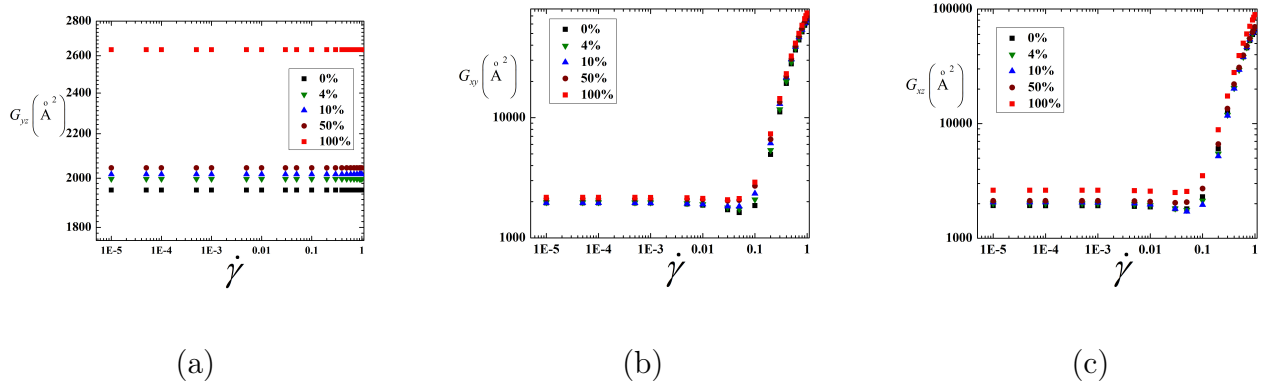 2800
2600
2400
2200
2000
1800
G_yz (Å^2)
0%
4%
10%
50%
100%
1E-5 1E-4 1E-3 0.01 0.1 1
γ̇
(a)
10000
1000
G_xy (Å^2)
0%
4%
10%
50%
100%
1E-5 1E-4 1E-3 0.01 0.1 1
γ̇
(b)
100000
10000
1000
G_xz (Å^2)
0%
4%
10%
50%
100%
1E-5 1E-4 1E-3 0.01 0.1 1
γ̇
(c)